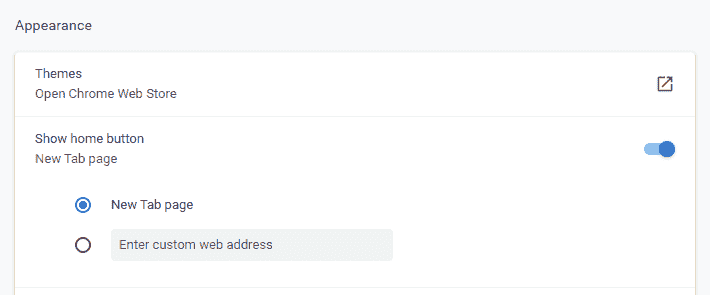 Appearance
Themes
Open Chrome Web Store
Show home button
New Tab page
New Tab page
Enter custom web address